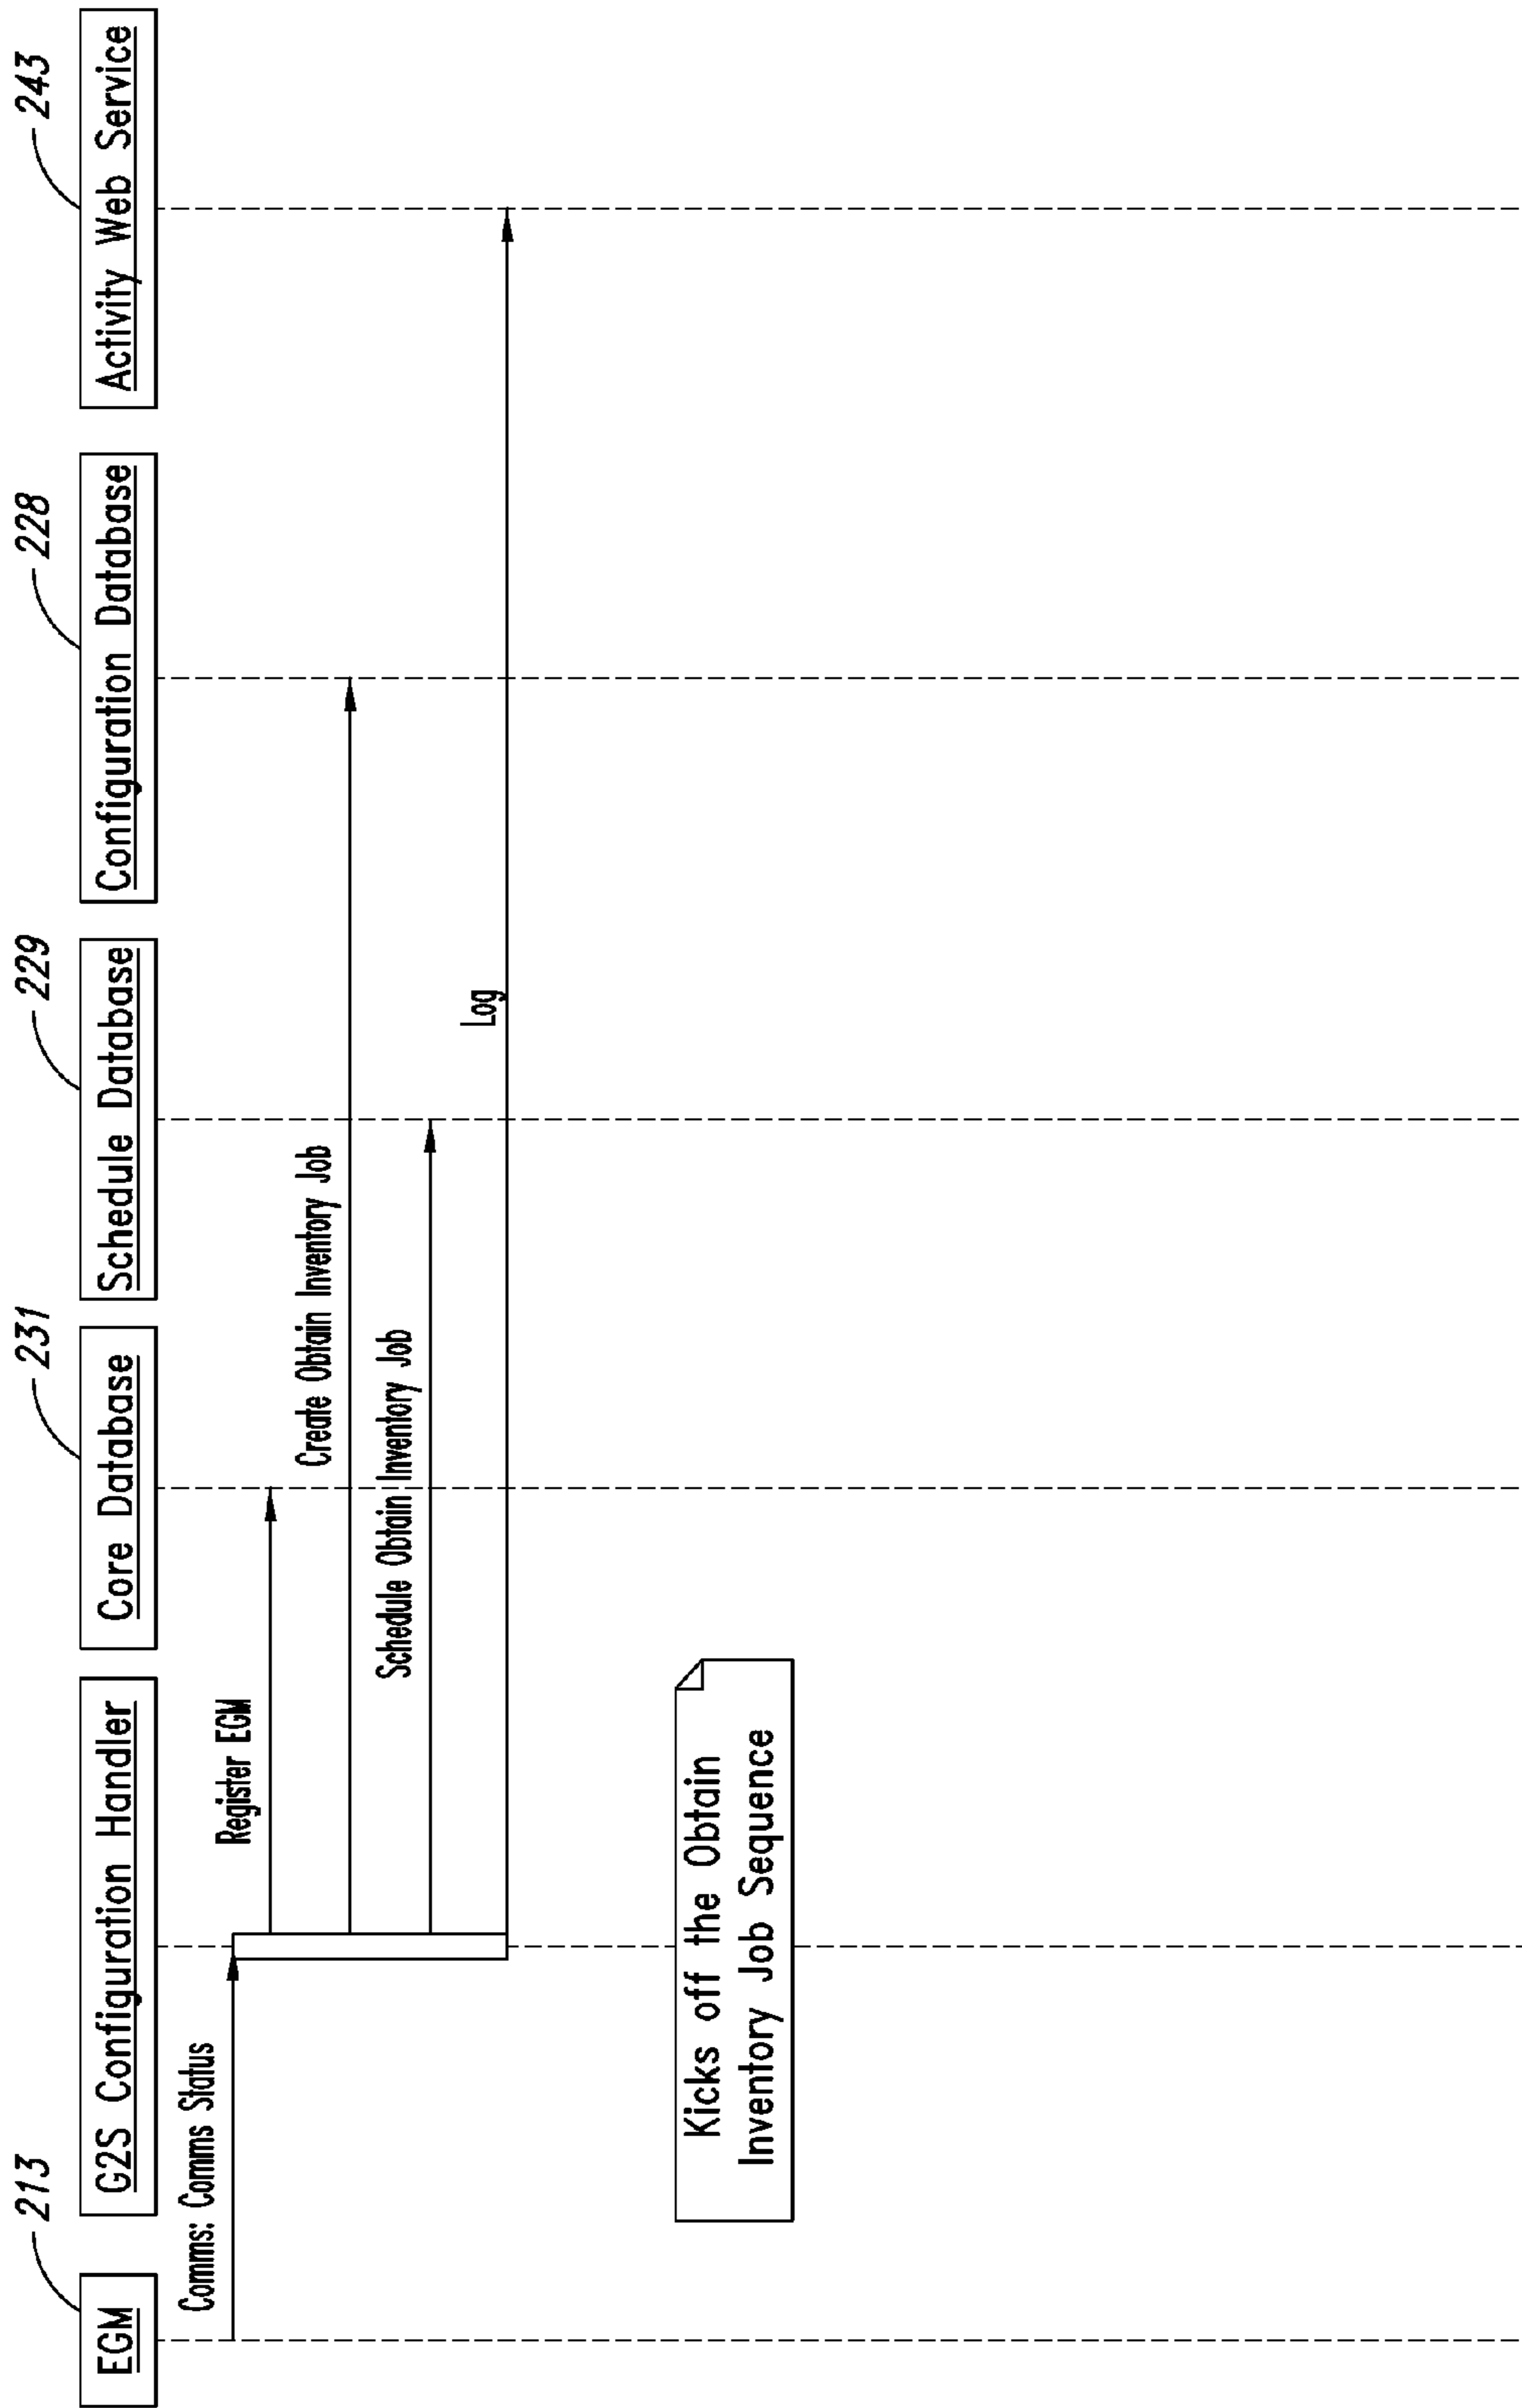 213
231
229
228
243
EGM
G2S Configuration Handler
Core Database
Schedule Database
Configuration Database
Activity Web Service
Comms: Comms Status
Register EGM
Create Obtain Inventory Job
Schedule Obtain Inventory Job
Log
Kicks off the Obtain
Inventory Job Sequence